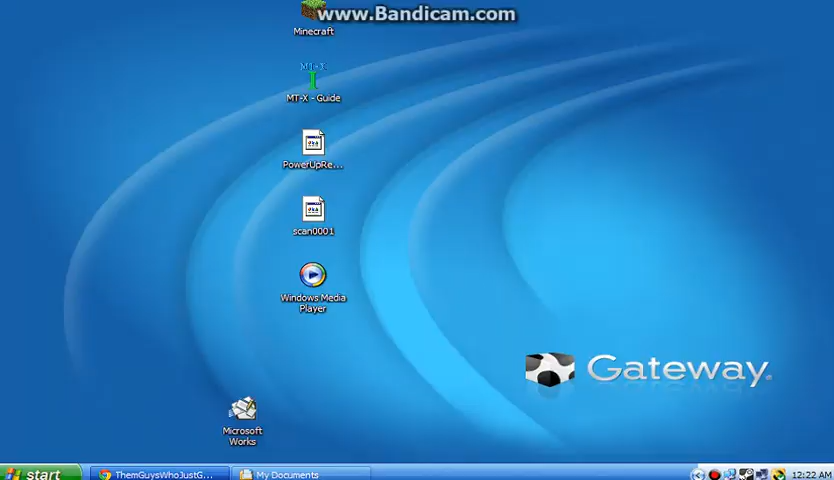 www.Bandicam.com
Minecraft
MT-X
MT-X - Guide
PowerUpRe...
scan0001
Windows Media
Player
Gateway
Microsoft
Works
start
ThemGuysWhoJustG...
My Documents
12:22 AM